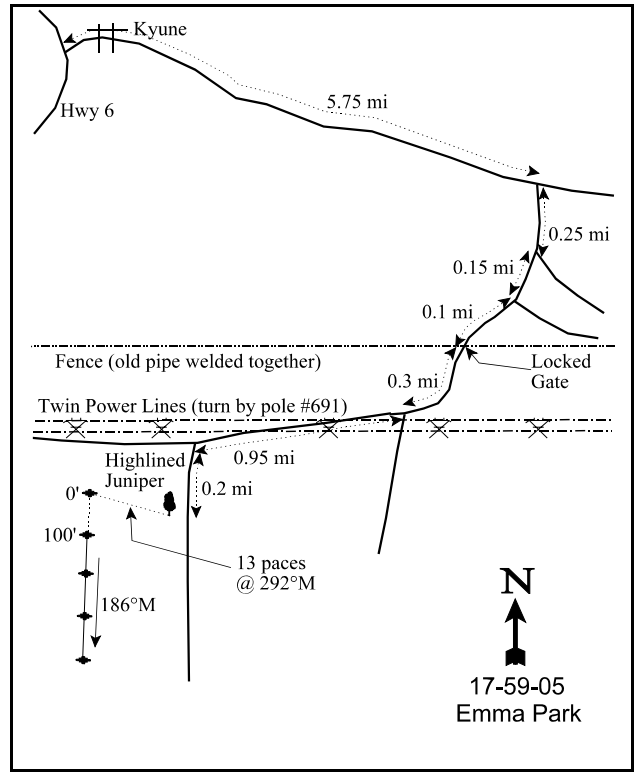 Kyune
Hwy 6
5.75 mi
0.25 mi
0.15 mi
0.1 mi
Fence (old pipe welded together)
Locked
Gate
0.3 mi
Twin Power Lines (turn by pole #691)
0.95 mi
Highlined
Juniper
0.2 mi
0'
100'
13 paces
@ 292°M
186°M
N
17-59-05
Emma Park